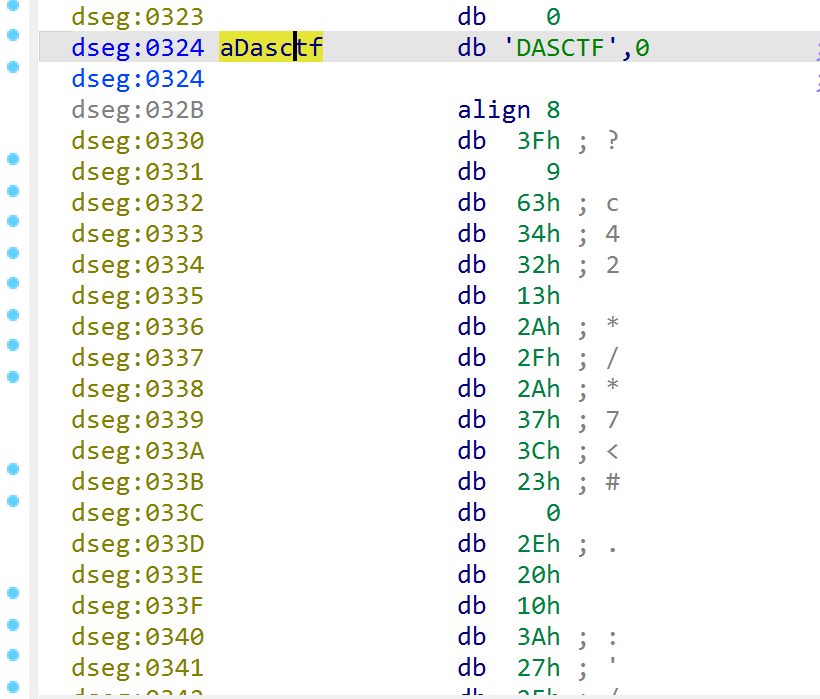 dseg:0323 db 0
dseg:0324 aDasctf db 'DASCTF',0 ;
dseg:0324 ;
dseg:032B align 8
dseg:0330 db 3Fh ; ?
dseg:0331 db 9
dseg:0332 db 63h ; c
dseg:0333 db 34h ; 4
dseg:0334 db 32h ; 2
dseg:0335 db 13h
dseg:0336 db 2Ah ; *
dseg:0337 db 2Fh ; /
dseg:0338 db 2Ah ; *
dseg:0339 db 37h ; 7
dseg:033A db 3Ch ; <
dseg:033B db 23h ; #
dseg:033C db 0
dseg:033D db 2Eh ; .
dseg:033E db 20h
dseg:033F db 10h
dseg:0340 db 3Ah ; :
dseg:0341 db 27h ; '